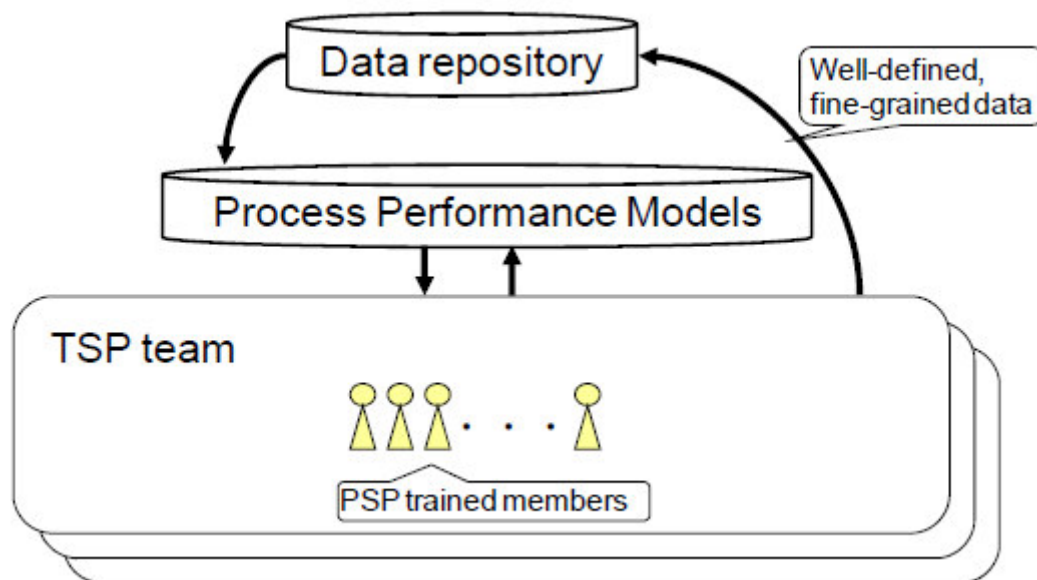 Data repository
Well-defined,
fine-grained data
Process Performance Models
TSP team
. . .
PSP trained members